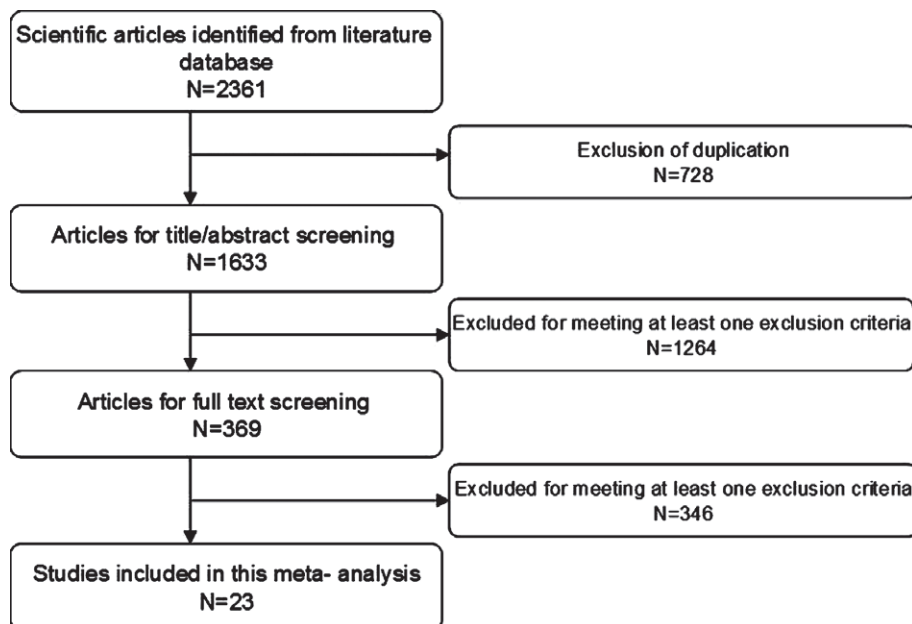 Scientific articles identified from literature
database
N=2361
Exclusion of duplication
N=728
Articles for title/abstract screening
N=1633
Excluded for meeting at least one exclusion criteria
N=1264
Articles for full text screening
N=369
Excluded for meeting at least one exclusion criteria
N=346
Studies included in this meta- analysis
N=23